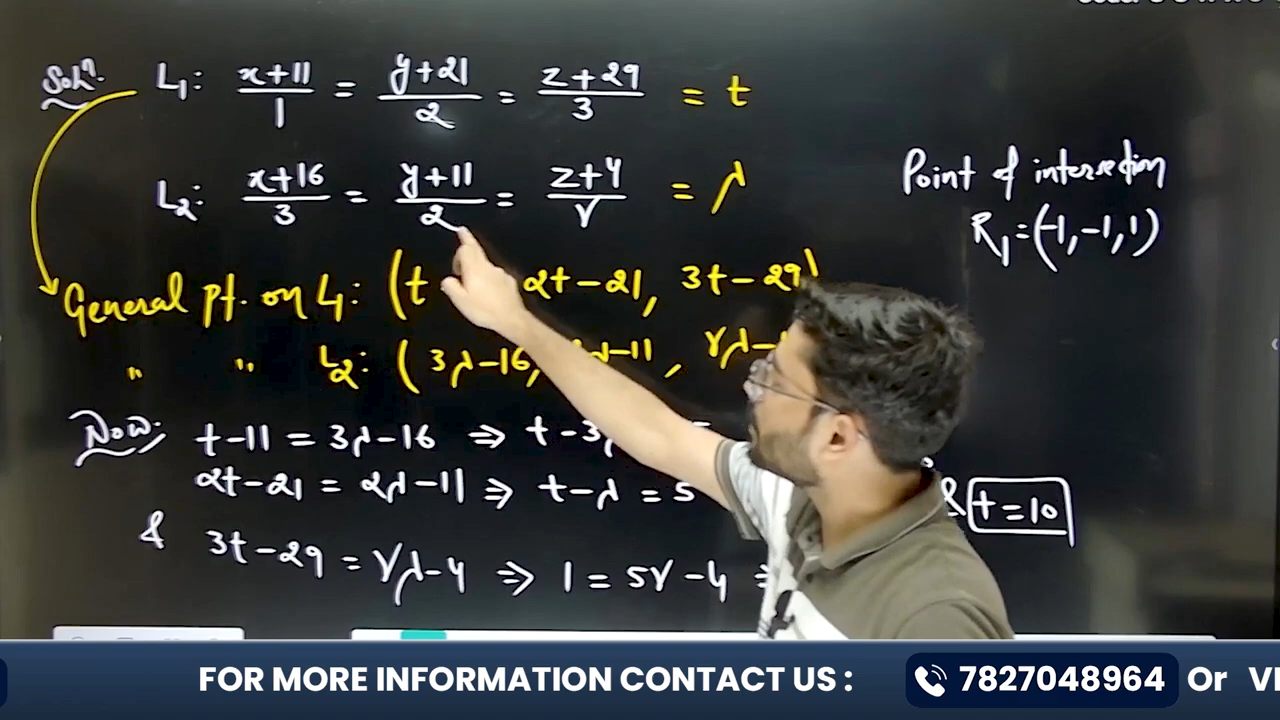 Solⁿ. L₁: x+11/1 = y+21/2 = z+29/3 = t
L₂: x+16/3 = y+11/2 = z+4/γ = λ
Point of intersection
R₁ = (-1, -1, 1)
General pt. on L₁: (t 2t-21, 3t-29)
" " L₂: (3λ-16, λ-11, γλ-
Now: t-11 = 3λ-16 ⇒ t-3
2t-21 = 2λ-11 ⇒ t-λ = 5
& t=10
& 3t-29 = γλ-4 ⇒ 1 = 5γ-4 ⇒
FOR MORE INFORMATION CONTACT US : 7827048964 Or